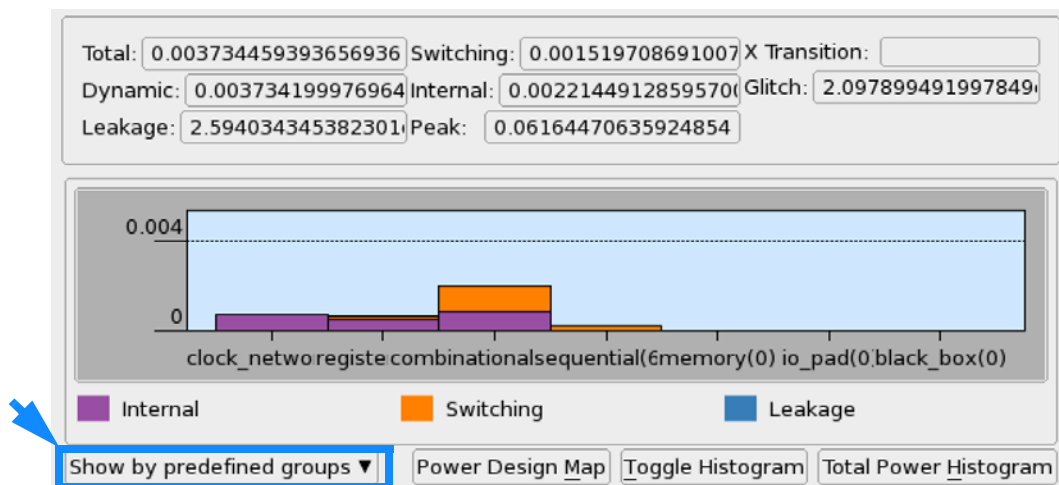 Total: 0.003734459393656936 Switching: 0.001519708691007 X Transition:
Dynamic: 0.003734199976964 Internal: 0.002214491285957 Glitch: 2.097899491997849
Leakage: 2.594034345382301 Peak: 0.06164470635924854
0.004
0
clock_netwo registe combinational sequential(6 memory(0) io_pad(0 black_box(0)
Internal Switching Leakage
Show by predefined groups ▼ Power Design Map Toggle Histogram Total Power Histogram